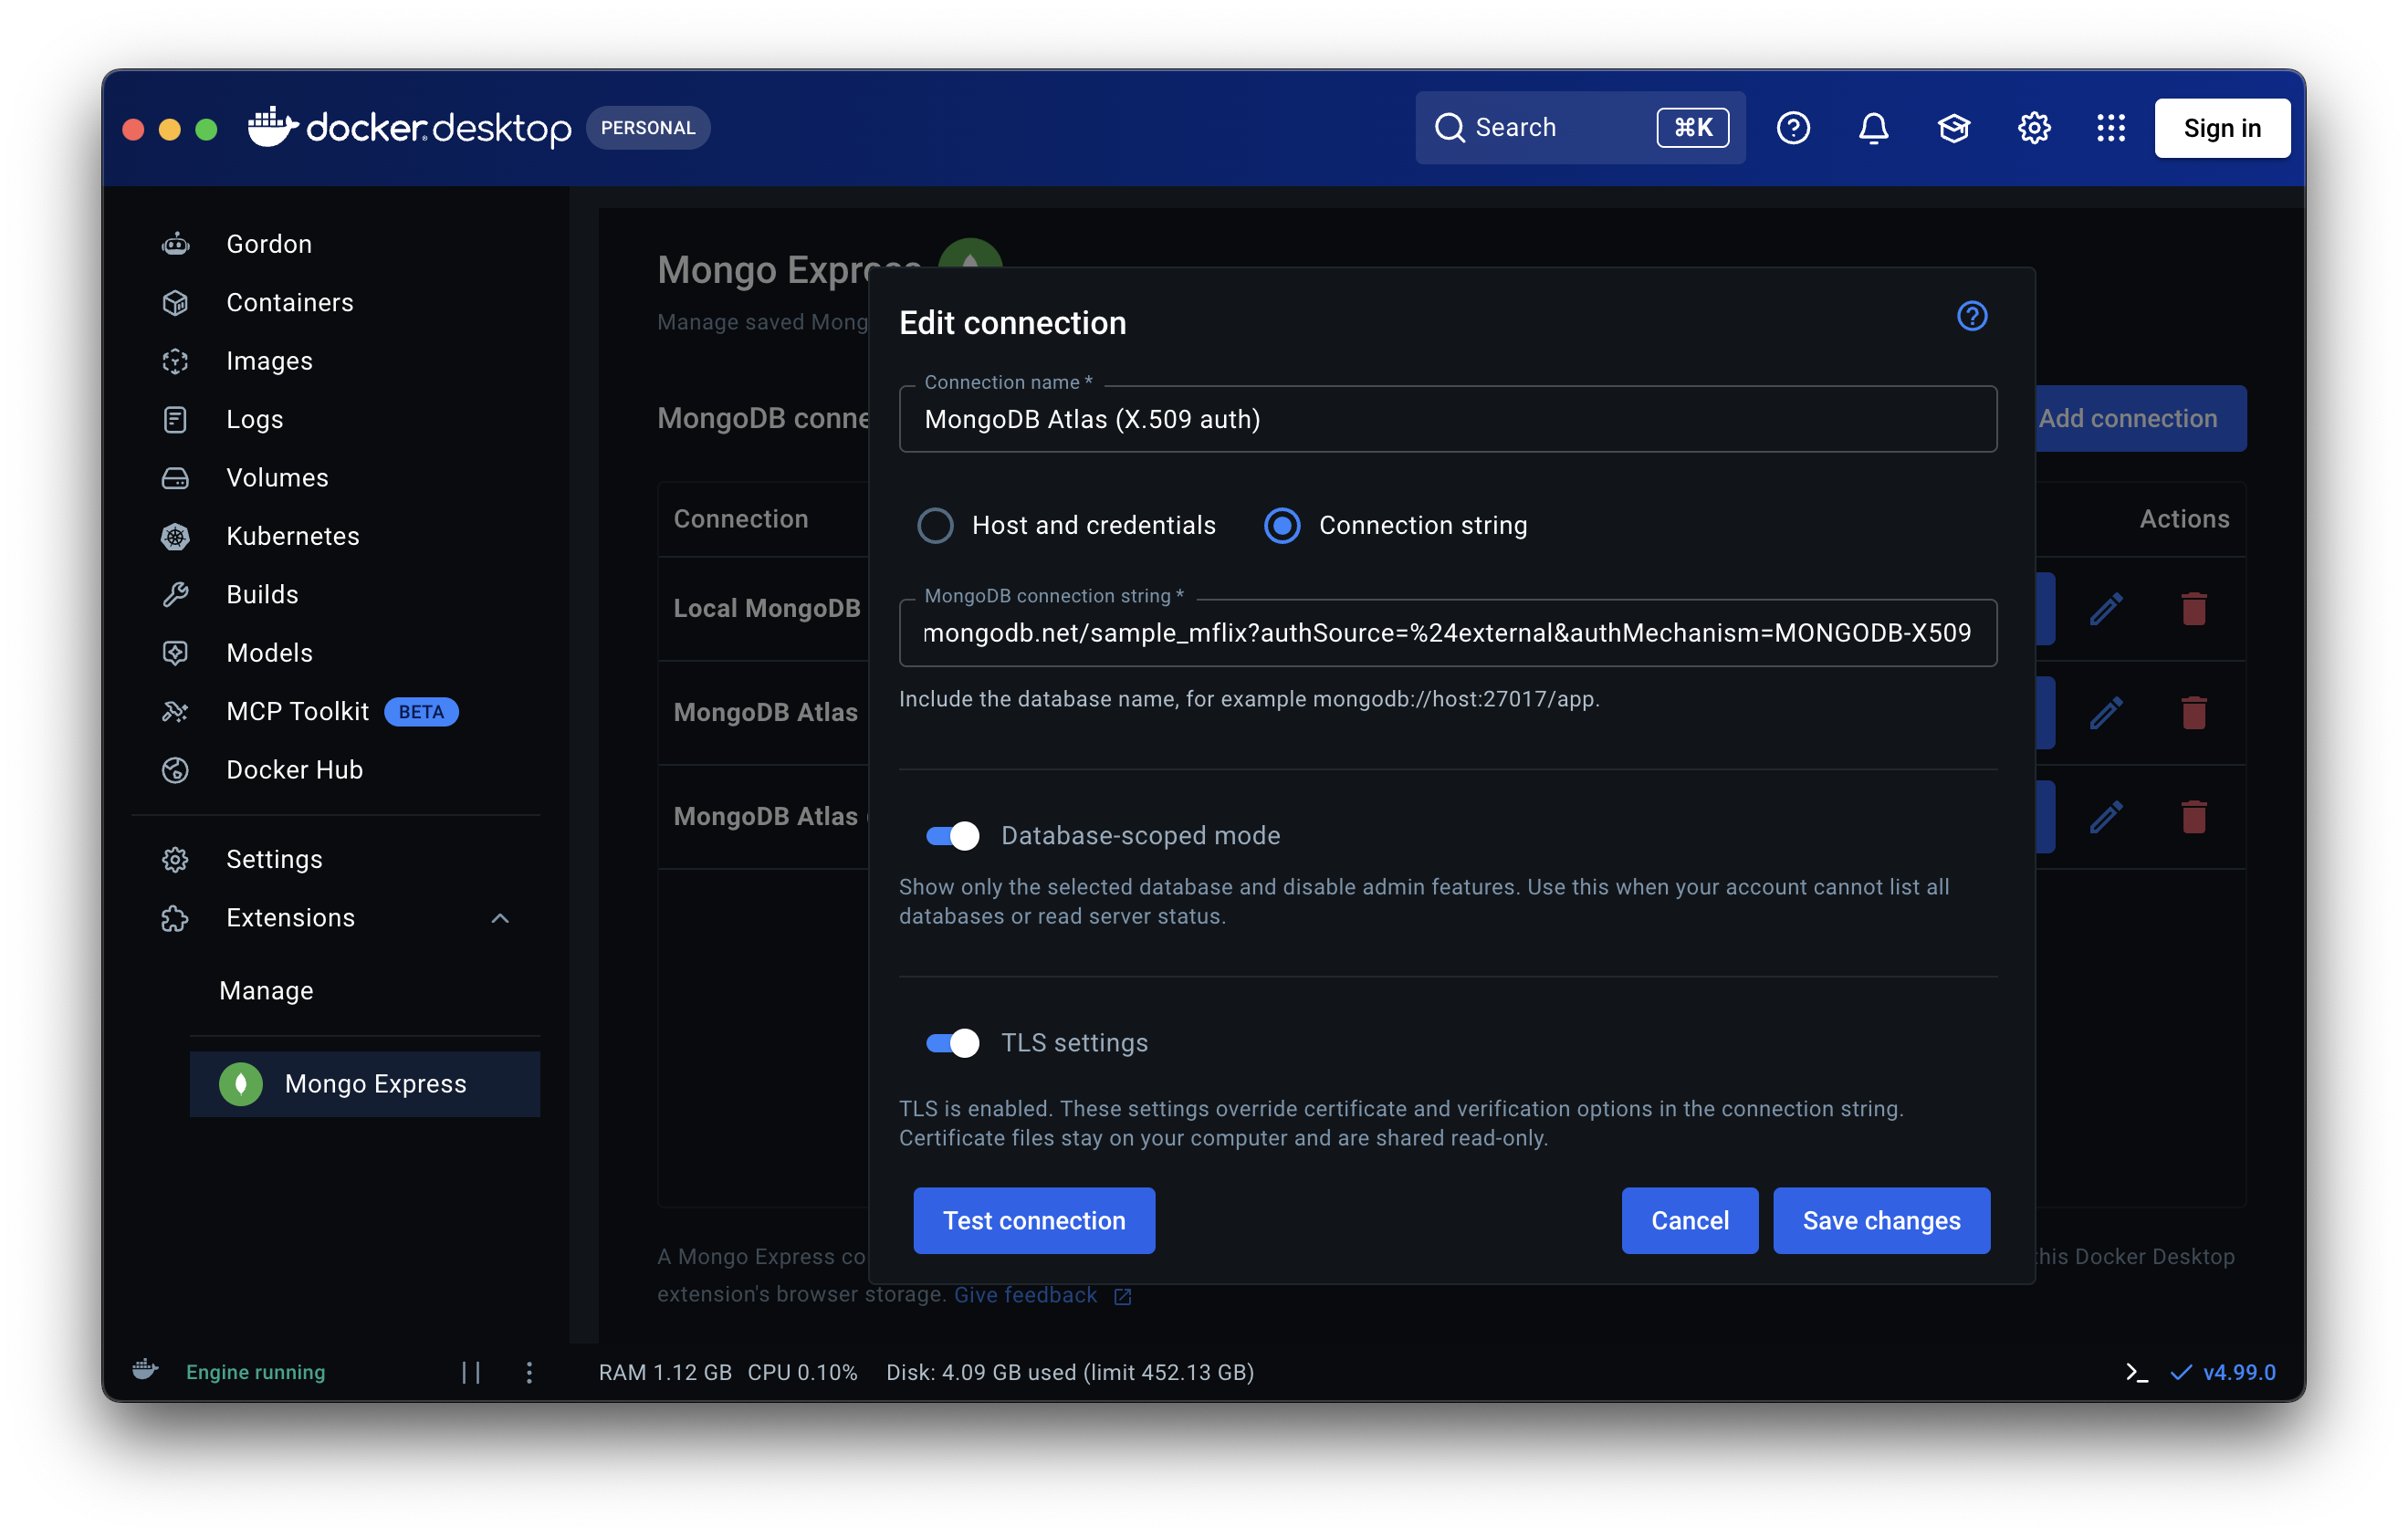 docker desktop PERSONAL
Search ⌘K
Sign in
Gordon
Containers
Images
Logs
Volumes
Kubernetes
Builds
Models
MCP Toolkit BETA
Docker Hub
Settings
Extensions
Manage
Mongo Express
Mongo Express
Manage saved Mong
MongoDB conne
Add connection
Connection
Actions
Local MongoDB
MongoDB Atlas
MongoDB Atlas
Edit connection
Connection name *
MongoDB Atlas (X.509 auth)
Host and credentials
Connection string
MongoDB connection string *
mongodb.net/sample_mflix?authSource=%24external&authMechanism=MONGODB-X509
Include the database name, for example mongodb://host:27017/app.
Database-scoped mode
Show only the selected database and disable admin features. Use this when your account cannot list all
databases or read server status.
TLS settings
TLS is enabled. These settings override certificate and verification options in the connection string.
Certificate files stay on your computer and are shared read-only.
Test connection
Cancel
Save changes
A Mongo Express co
this Docker Desktop
extension's browser storage. Give feedback
Engine running
RAM 1.12 GB CPU 0.10% Disk: 4.09 GB used (limit 452.13 GB)
v4.99.0